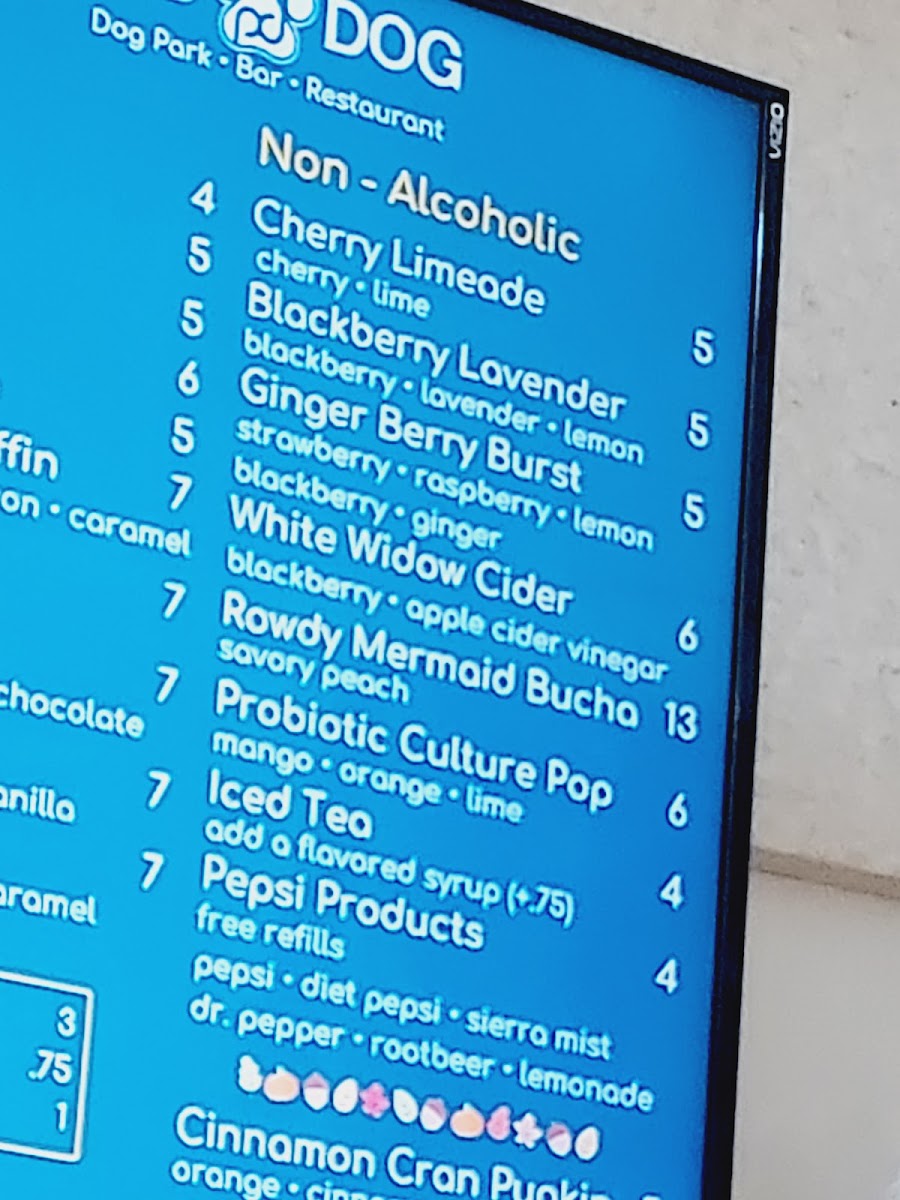 DOG
Dog Park • Bar • Restaurant
Non - Alcoholic
4
5
5
6
5
ffin
7
on • caramel
7
chocolate
7
anilla
7
aramel
7
3
.75
1
Cherry Limeade 5
cherry • lime
Blackberry Lavender 5
blackberry • lavender • lemon
Ginger Berry Burst 5
strawberry • raspberry • lemon
blackberry • ginger
White Widow Cider 6
blackberry • apple cider vinegar
Rowdy Mermaid Bucha 13
savory peach
Probiotic Culture Pop 6
mango • orange • lime
Iced Tea 4
add a flavored syrup (+.75)
Pepsi Products 4
free refills
pepsi • diet pepsi • sierra mist
dr. pepper • rootbeer • lemonade
Cinnamon Cran Pupkin
orange •
VIZIO